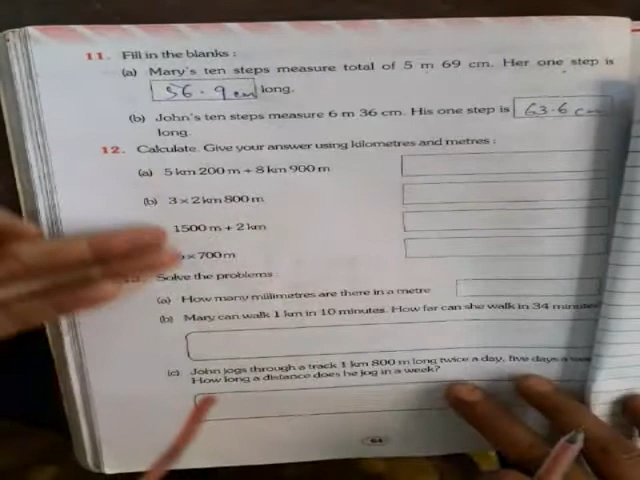 11. Fill in the blanks :
(a) Mary's ten steps measure total of 5 m 69 cm. Her one step is
56.9 cm long.
(b) John's ten steps measure 6 m 36 cm. His one step is 63.6 cm
long.
12. Calculate. Give your answer using kilometres and metres :
(a) 5 km 200 m + 8 km 900 m
(b) 3 × 2 km 800 m
1500 m + 2 km
× 700 m
Solve the problems :
(a) How many millimetres are there in a metre
(b) Mary can walk 1 km in 10 minutes. How far can she walk in 34 minutes
(c) John jogs through a track 1 km 800 m long twice a day, five days a
How long a distance does he jog in a week?
64